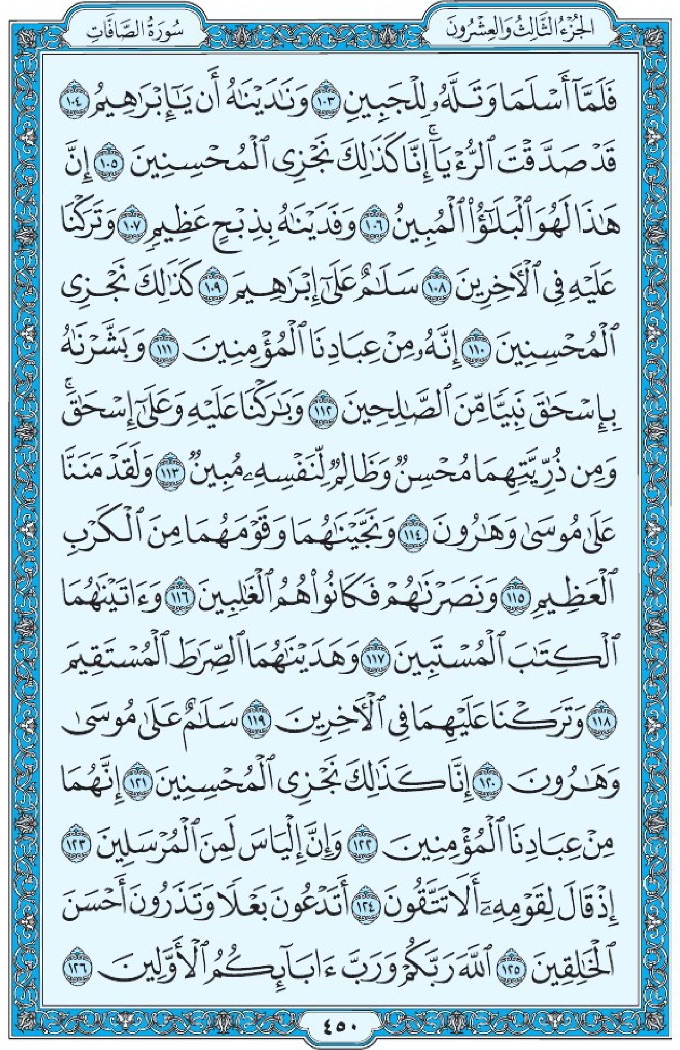 الجُزْءُ الثَّالِثُ وَالعِشْرُونَ
سُورَةُ الصَّافَّاتِ
فَلَمَّآ أَسْلَمَا وَتَلَّهُۥ لِلْجَبِينِ ١٠٣ وَنَٰدَيْنَٰهُ أَن يَٰٓإِبْرَٰهِيمُ ١٠٤
قَدْ صَدَّقْتَ ٱلرُّءْيَآۚ إِنَّا كَذَٰلِكَ نَجْزِى ٱلْمُحْسِنِينَ ١٠٥ إِنَّ
هَٰذَا لَهُوَ ٱلْبَلَٰٓؤُا۟ ٱلْمُبِينُ ١٠٦ وَفَدَيْنَٰهُ بِذِبْحٍ عَظِيمٍ ١٠٧ وَتَرَكْنَا
عَلَيْهِ فِى ٱلْءَاخِرِينَ ١٠٨ سَلَٰمٌ عَلَىٰٓ إِبْرَٰهِيمَ ١٠٩ كَذَٰلِكَ نَجْزِى
ٱلْمُحْسِنِينَ ١١٠ إِنَّهُۥ مِنْ عِبَادِنَا ٱلْمُؤْمِنِينَ ١١١ وَبَشَّرْنَٰهُ
بِإِسْحَٰقَ نَبِيًّا مِّنَ ٱلصَّٰلِحِينَ ١١٢ وَبَٰرَكْنَا عَلَيْهِ وَعَلَىٰٓ إِسْحَٰقَۚ
وَمِن ذُرِّيَّتِهِمَا مُحْسِنٌ وَظَالِمٌ لِّنَفْسِهِۦ مُبِينٌ ١١٣ وَلَقَدْ مَنَنَّا
عَلَىٰ مُوسَىٰ وَهَٰرُونَ ١١٤ وَنَجَّيْنَٰهُمَا وَقَوْمَهُمَا مِنَ ٱلْكَرْبِ
ٱلْعَظِيمِ ١١٥ وَنَصَرْنَٰهُمْ فَكَانُوا۟ هُمُ ٱلْغَٰلِبِينَ ١١٦ وَءَاتَيْنَٰهُمَا
ٱلْكِتَٰبَ ٱلْمُسْتَبِينَ ١١٧ وَهَدَيْنَٰهُمَا ٱلصِّرَٰطَ ٱلْمُسْتَقِيمَ
١١٨ وَتَرَكْنَا عَلَيْهِمَا فِى ٱلْءَاخِرِينَ ١١٩ سَلَٰمٌ عَلَىٰ مُوسَىٰ
وَهَٰرُونَ ١٢٠ إِنَّا كَذَٰلِكَ نَجْزِى ٱلْمُحْسِنِينَ ١٢١ إِنَّهُمَا
مِنْ عِبَادِنَا ٱلْمُؤْمِنِينَ ١٢٢ وَإِنَّ إِلْيَاسَ لَمِنَ ٱلْمُرْسَلِينَ ١٢٣
إِذْ قَالَ لِقَوْمِهِۦٓ أَلَا تَتَّقُونَ ١٢٤ أَتَدْعُونَ بَعْلًا وَتَذَرُونَ أَحْسَنَ
ٱلْخَٰلِقِينَ ١٢٥ ٱللَّهَ رَبَّكُمْ وَرَبَّ ءَابَآئِكُمُ ٱلْأَوَّلِينَ ١٢٦
٤٥٠